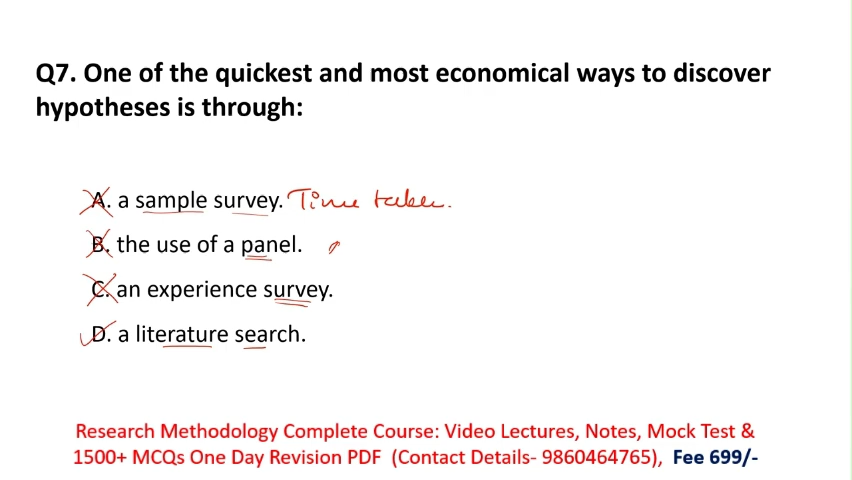 Q7. One of the quickest and most economical ways to discover
hypotheses is through:
A. a sample survey. Time taken.
B. the use of a panel.
C. an experience survey.
D. a literature search.
Research Methodology Complete Course: Video Lectures, Notes, Mock Test &
1500+ MCQs One Day Revision PDF (Contact Details- 9860464765), Fee 699/-